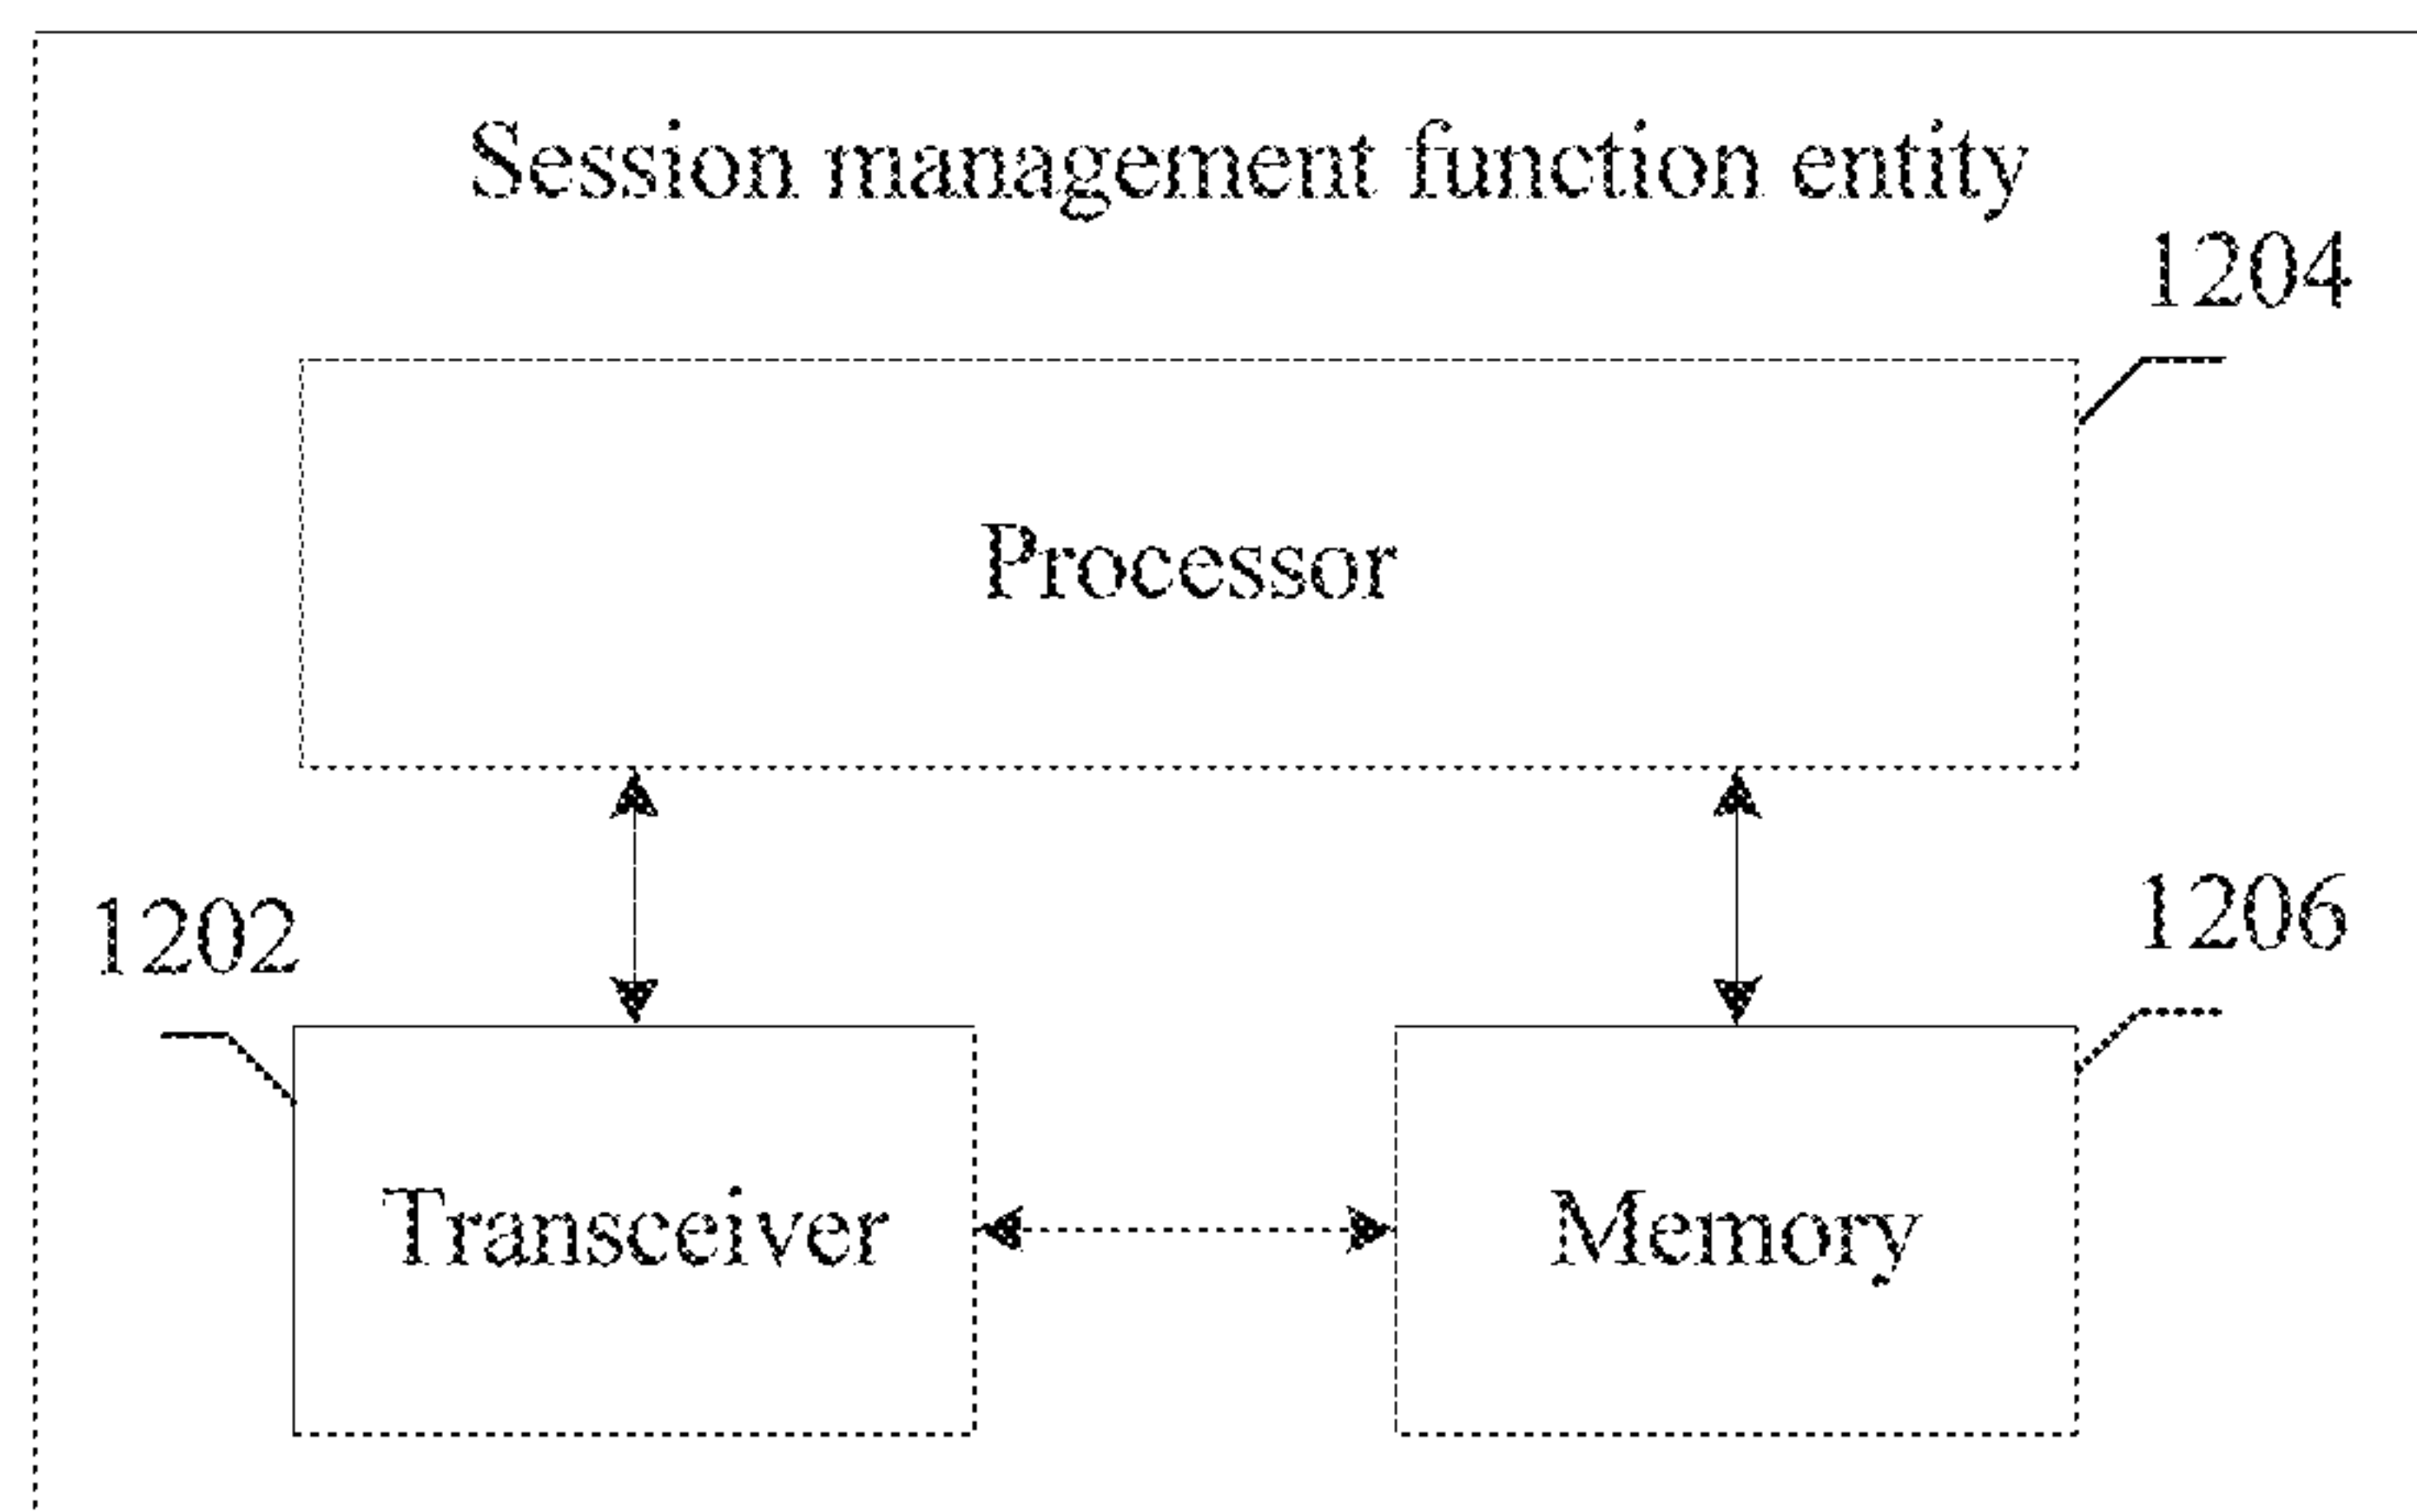 Session management function entity
1204
Processor
1202
1206
Transceiver
Memory